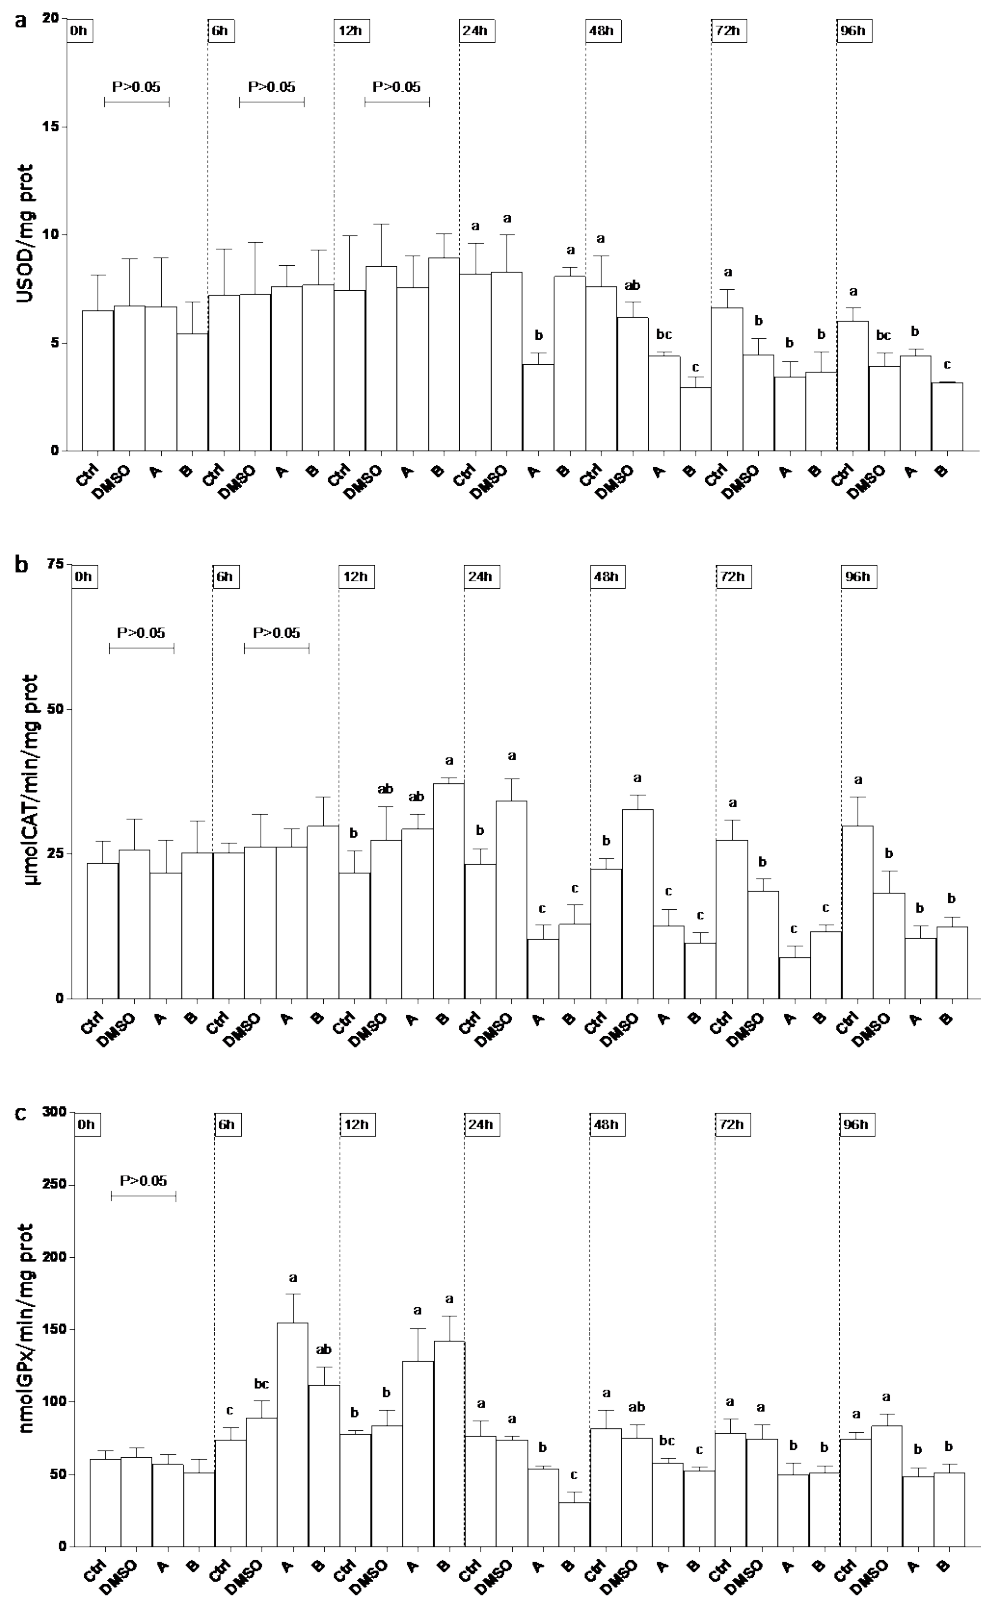 a
20
15
10
5
0
USOD/mg prot
0h 6h 12h 24h 48h 72h 96h
P>0.05 P>0.05 P>0.05
a a b a a ab bc c a b b b a bc a c
Ctrl DMSO A B Ctrl DMSO A B Ctrl DMSO A B Ctrl DMSO A B Ctrl DMSO A B Ctrl DMSO A B Ctrl DMSO A B
b
75
50
25
0
µmolCAT/min/mg prot
0h 6h 12h 24h 48h 72h 96h
P>0.05 P>0.05
b ab ab a b a c c b a c c a b c c a b b b
Ctrl DMSO A B Ctrl DMSO A B Ctrl DMSO A B Ctrl DMSO A B Ctrl DMSO A B Ctrl DMSO A B Ctrl DMSO A B
c
300
250
200
150
100
50
0
nmolGPx/min/mg prot
0h 6h 12h 24h 48h 72h 96h
P>0.05
c bc a ab b b a a a a b c a ab bc c a a b b a a b b
Ctrl DMSO A B Ctrl DMSO A B Ctrl DMSO A B Ctrl DMSO A B Ctrl DMSO A B Ctrl DMSO A B Ctrl DMSO A B